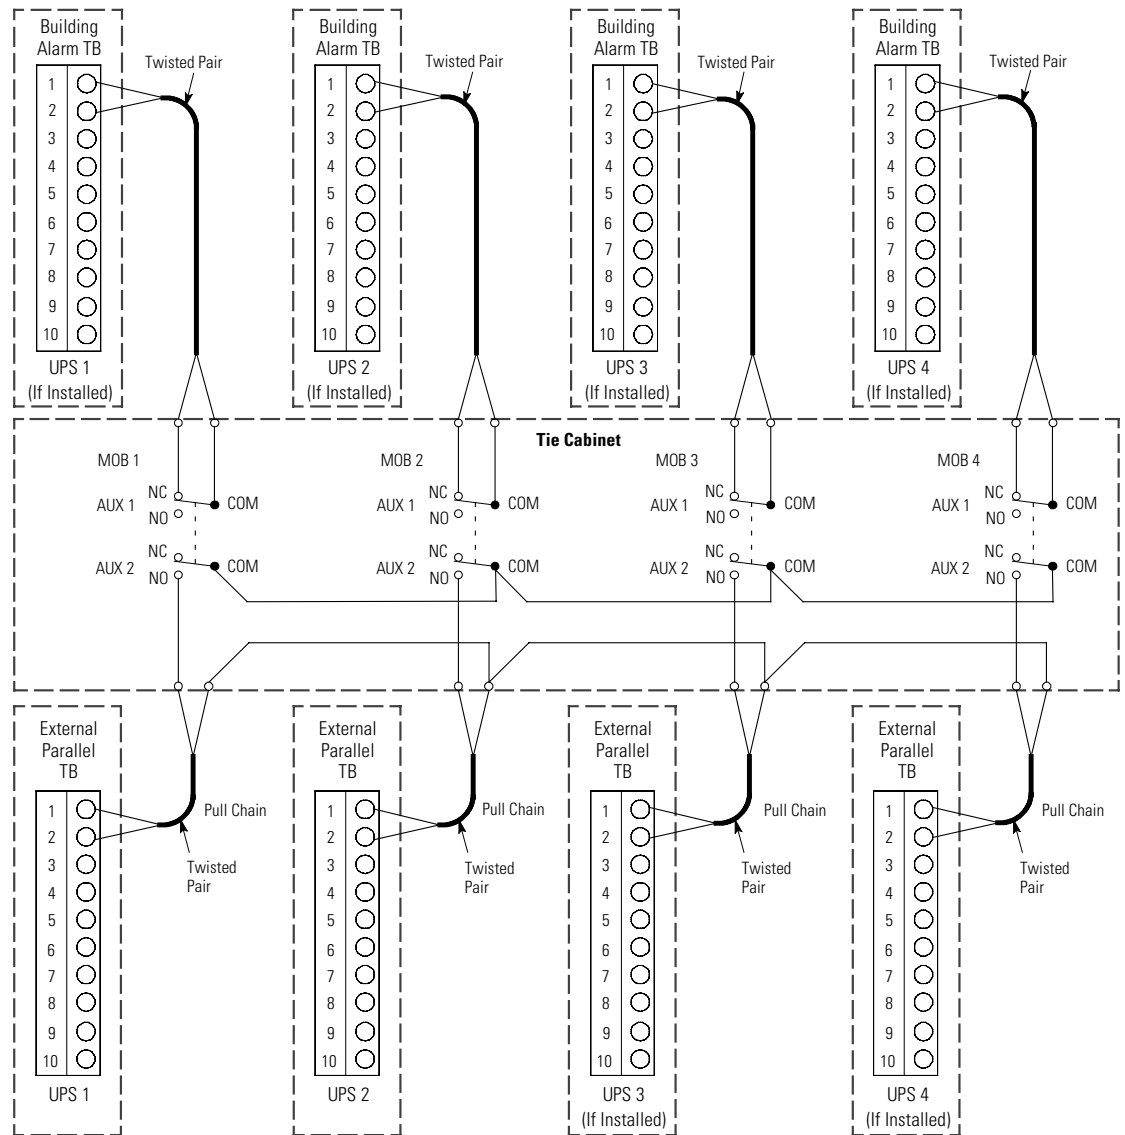 Building
Alarm TB
Twisted Pair
1
2
3
4
5
6
7
8
9
10
UPS 1
(If Installed)
Building
Alarm TB
Twisted Pair
1
2
3
4
5
6
7
8
9
10
UPS 2
(If Installed)
Building
Alarm TB
Twisted Pair
1
2
3
4
5
6
7
8
9
10
UPS 3
(If Installed)
Building
Alarm TB
Twisted Pair
1
2
3
4
5
6
7
8
9
10
UPS 4
(If Installed)
Tie Cabinet
MOB 1
AUX 1
NC
NO
COM
AUX 2
NC
NO
COM
MOB 2
AUX 1
NC
NO
COM
AUX 2
NC
NO
COM
MOB 3
AUX 1
NC
NO
COM
AUX 2
NC
NO
COM
MOB 4
AUX 1
NC
NO
COM
AUX 2
NC
NO
COM
External
Parallel
TB
1
2
3
4
5
6
7
8
9
10
Pull Chain
Twisted
Pair
UPS 1
External
Parallel
TB
1
2
3
4
5
6
7
8
9
10
Pull Chain
Twisted
Pair
UPS 2
External
Parallel
TB
1
2
3
4
5
6
7
8
9
10
Pull Chain
Twisted
Pair
UPS 3
(If Installed)
External
Parallel
TB
1
2
3
4
5
6
7
8
9
10
Pull Chain
Twisted
Pair
UPS 4
(If Installed)